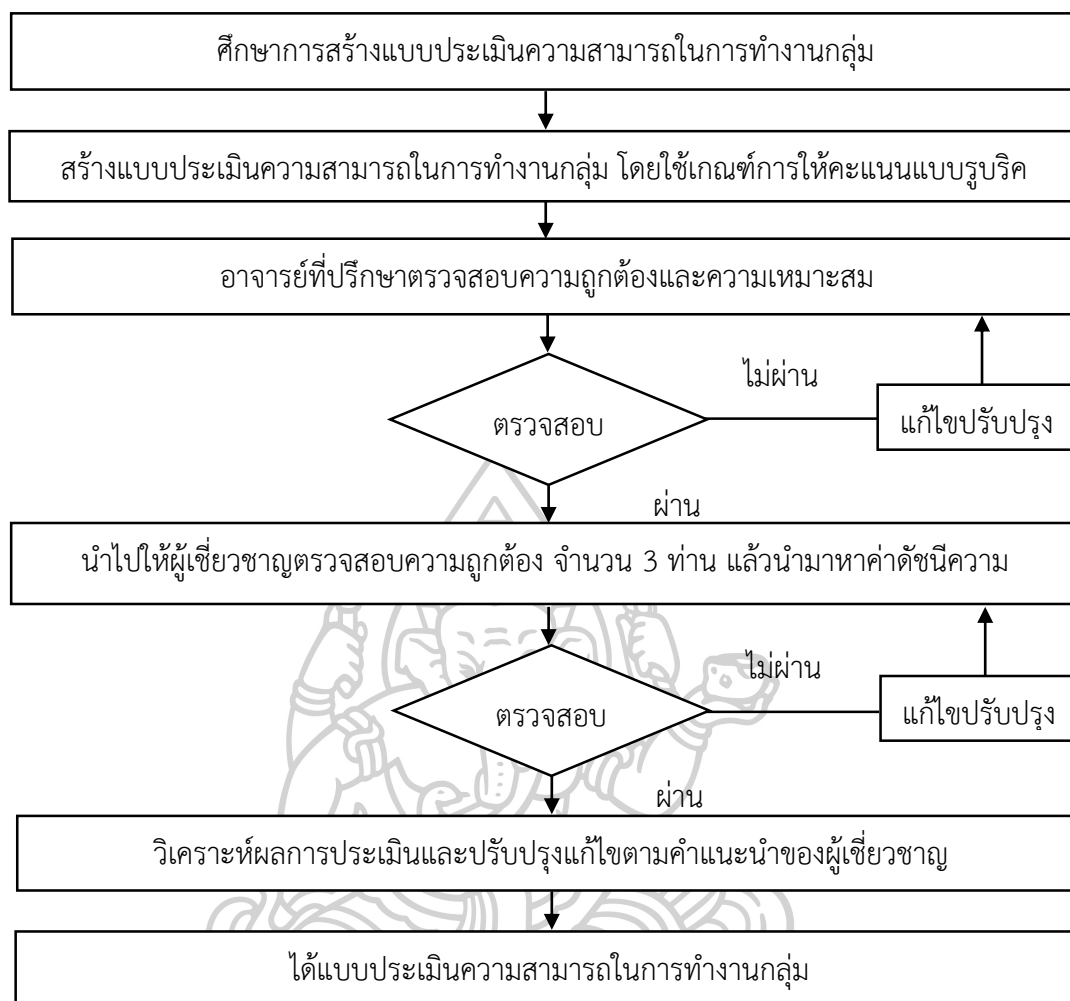 ศึกษาการสร้างแบบประเมินความสามารถในการทำงานกลุ่ม
สร้างแบบประเมินความสามารถในการทำงานกลุ่ม โดยใช้เกณฑ์การให้คะแนนแบบรูบริค
อาจารย์ที่ปรึกษาตรวจสอบความถูกต้องและความเหมาะสม
ไม่ผ่าน
ตรวจสอบ
แก้ไขปรับปรุง
ผ่าน
นำไปให้ผู้เชี่ยวชาญตรวจสอบความถูกต้อง จำนวน 3 ท่าน แล้วนำมาหาค่าดัชนีความ
ไม่ผ่าน
ตรวจสอบ
แก้ไขปรับปรุง
ผ่าน
วิเคราะห์ผลการประเมินและปรับปรุงแก้ไขตามคำแนะนำของผู้เชี่ยวชาญ
ได้แบบประเมินความสามารถในการทำงานกลุ่ม